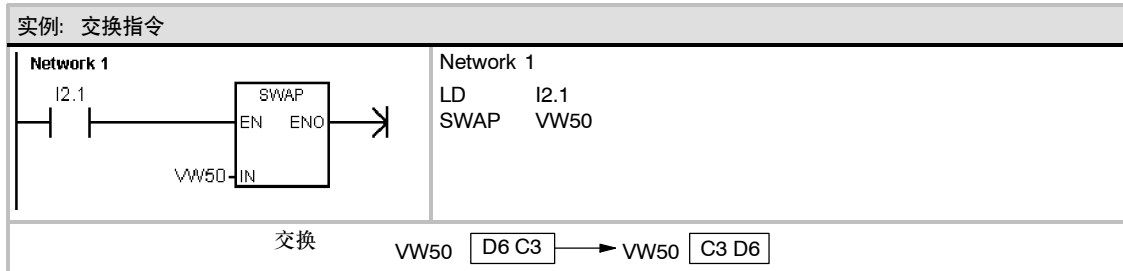 实例: 交换指令
Network 1
I2.1
SWAP
EN ENO
VW50 IN
Network 1
LD I2.1
SWAP VW50
交换 VW50 D6 C3 VW50 C3 D6